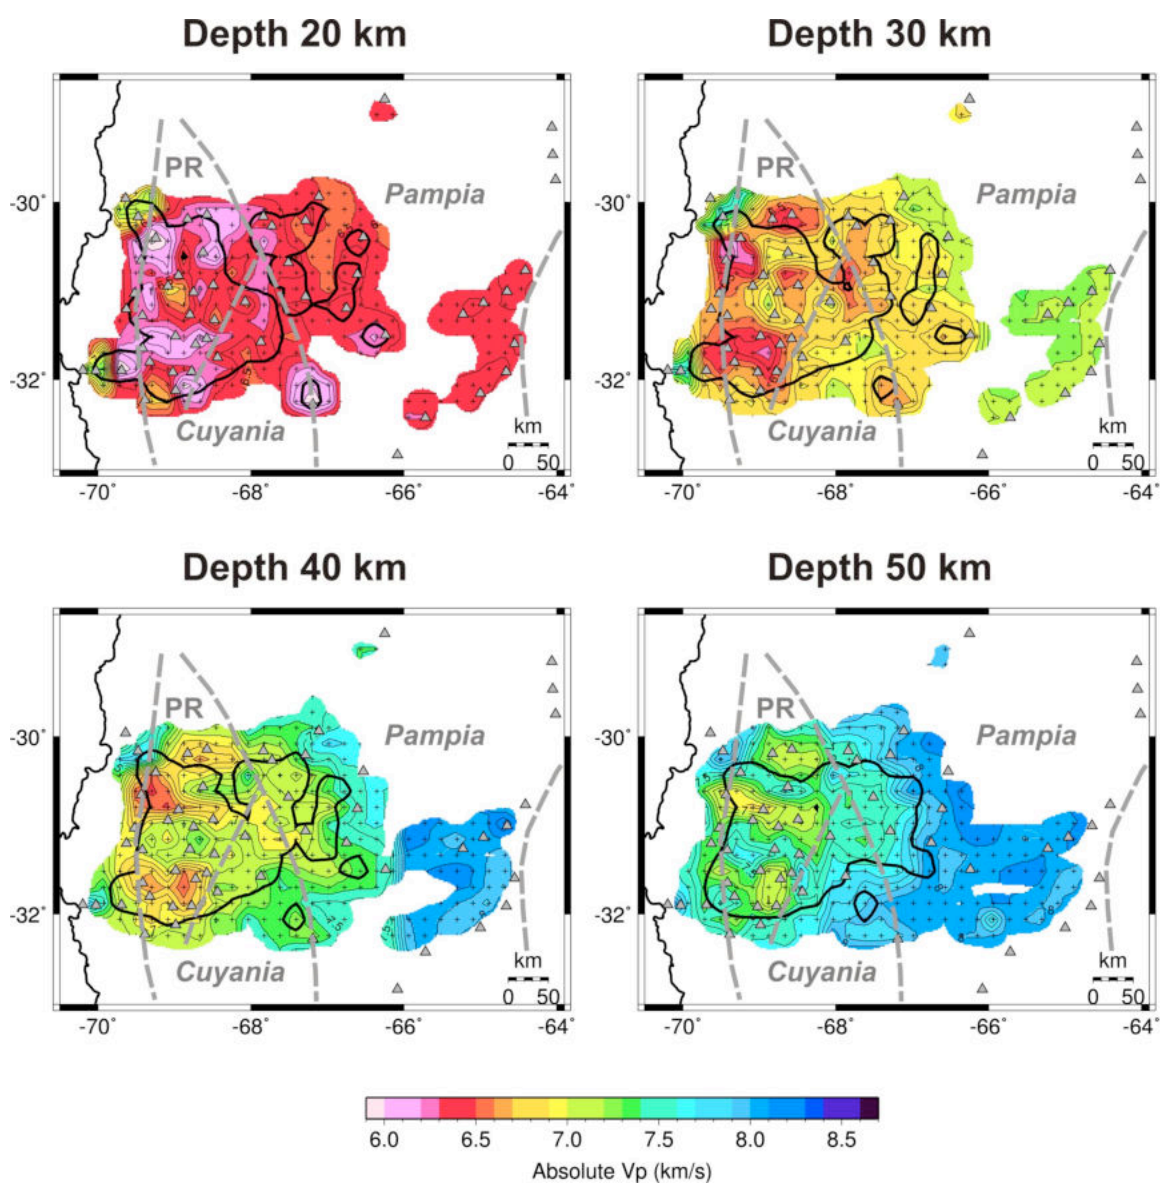 Depth 20 km
Depth 30 km
PR
Pampia
Cuyania
-30°
-32°
km
0 50
-70° -68° -66° -64°
PR
Pampia
Cuyania
-30°
-32°
km
0 50
-70° -68° -66° -64°
Depth 40 km
Depth 50 km
PR
Pampia
Cuyania
-30°
-32°
km
0 50
-70° -68° -66° -64°
PR
Pampia
Cuyania
-30°
-32°
km
0 50
-70° -68° -66° -64°
6.0 6.5 7.0 7.5 8.0 8.5
Absolute Vp (km/s)